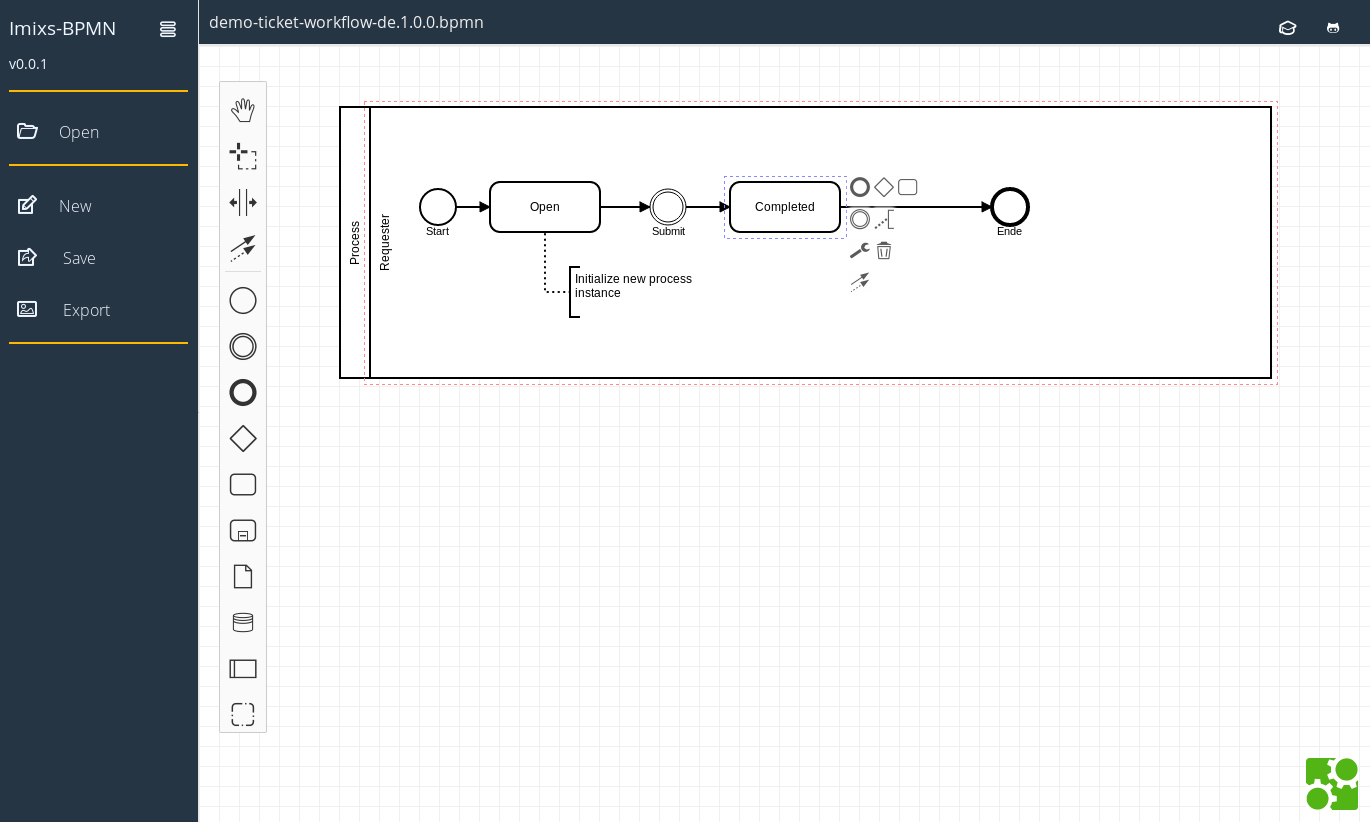 Imixs-BPMN
demo-ticket-workflow-de.1.0.0.bpmn
v0.0.1
Open
New
Save
Export
Process
Requester
Start
Open
Submit
Completed
Ende
Initialize new process
instance